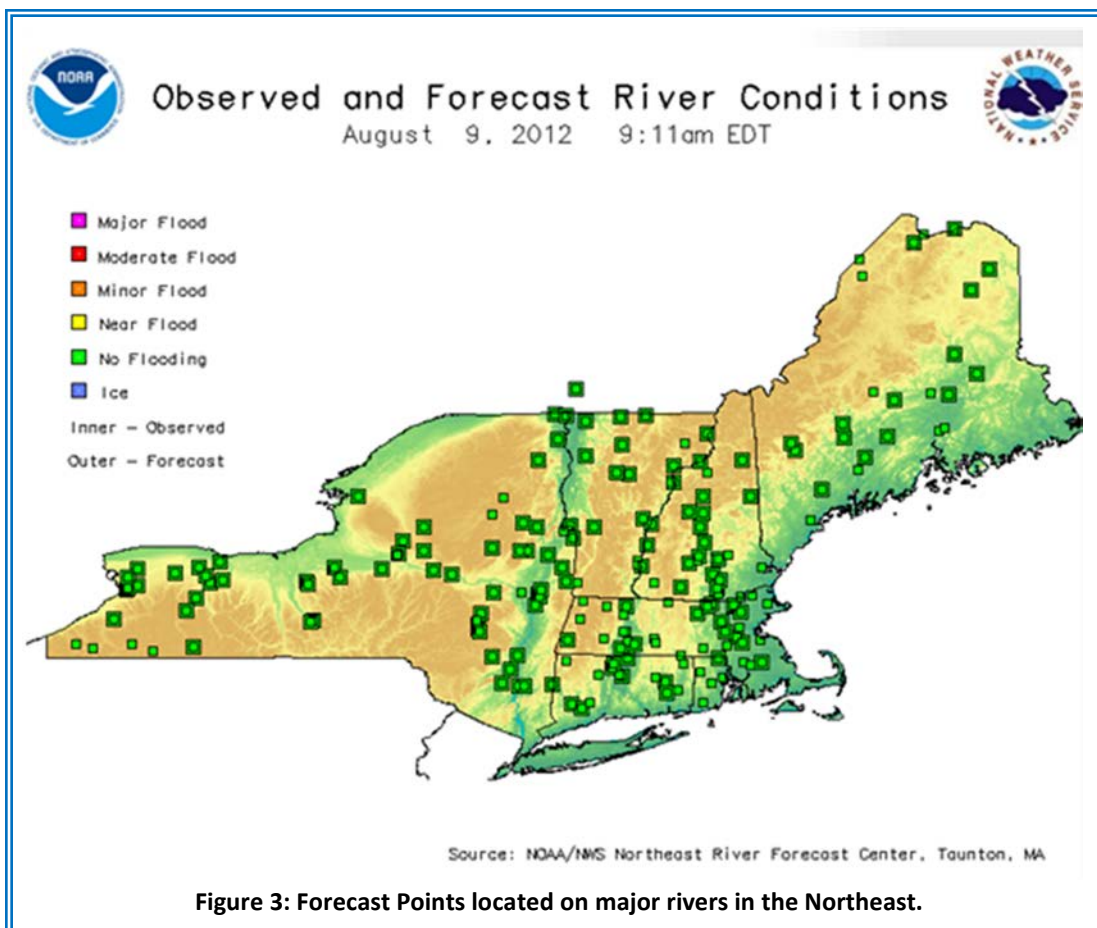 NOAA
NATIONAL WEATHER SERVICE
Observed and Forecast River Conditions
August 9, 2012 9:11am EDT
Major Flood
Moderate Flood
Minor Flood
Near Flood
No Flooding
Ice
Inner - Observed
Outer - Forecast
Source: NOAA/NWS Northeast River Forecast Center, Taunton, MA
Figure 3: Forecast Points located on major rivers in the Northeast.